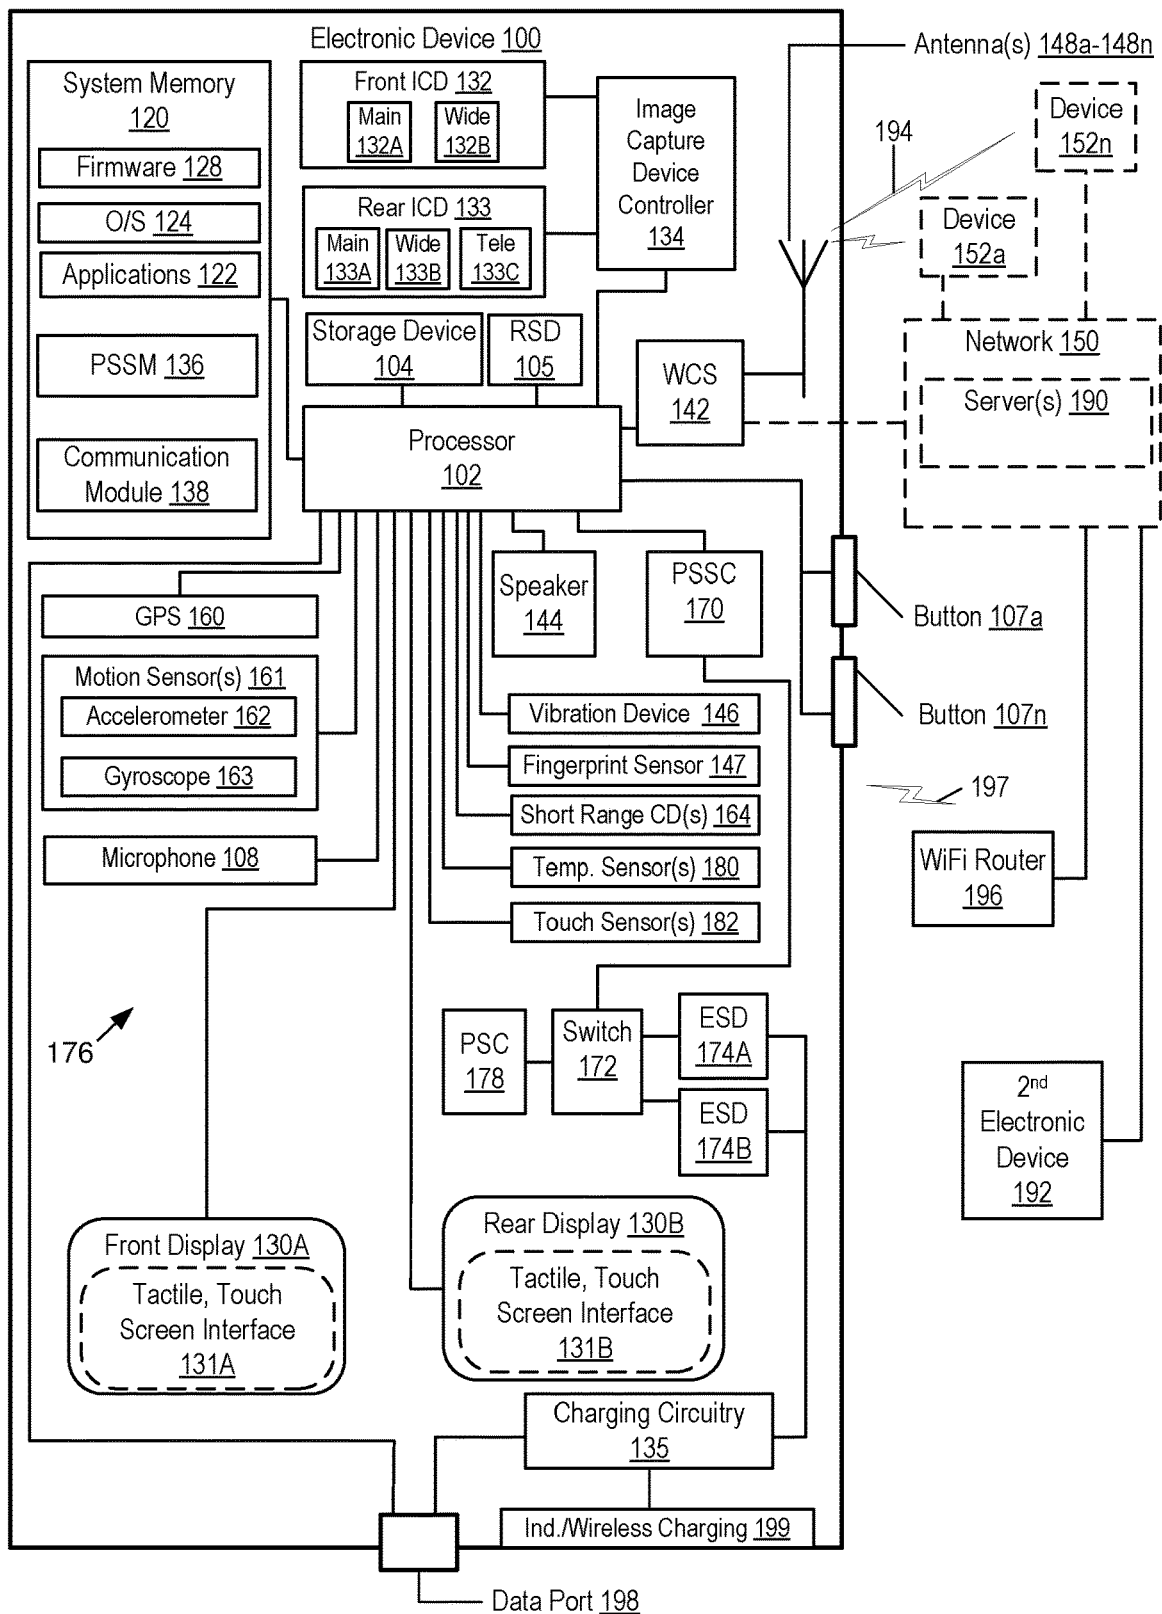 Electronic Device 100
System Memory
120
Firmware 128
O/S 124
Applications 122
PSSM 136
Communication
Module 138
Front ICD 132
Main
132A
Wide
132B
Rear ICD 133
Main
133A
Wide
133B
Tele
133C
Image
Capture
Device
Controller
134
Storage Device
104
RSD
105
WCS
142
Processor
102
Antenna(s) 148a-148n
194
Device
152n
Device
152a
Network 150
Server(s) 190
GPS 160
Motion Sensor(s) 161
Accelerometer 162
Gyroscope 163
Microphone 108
Speaker
144
PSSC
170
Button 107a
Button 107n
Vibration Device 146
Fingerprint Sensor 147
Short Range CD(s) 164
Temp. Sensor(s) 180
Touch Sensor(s) 182
197
WiFi Router
196
176
PSC
178
Switch
172
ESD
174A
ESD
174B
2nd
Electronic
Device
192
Front Display 130A
Tactile, Touch
Screen Interface
131A
Rear Display 130B
Tactile, Touch
Screen Interface
131B
Charging Circuitry
135
Ind./Wireless Charging 199
Data Port 198